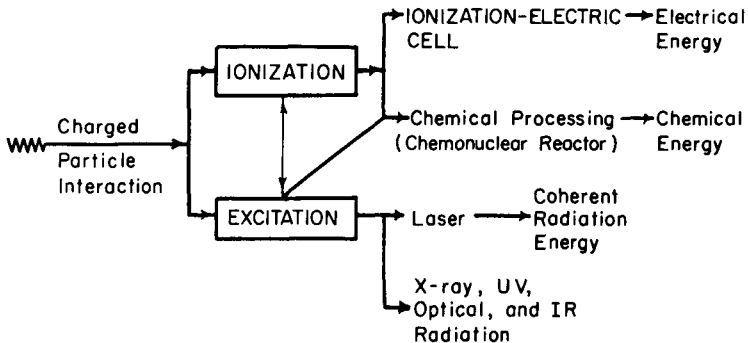 IONIZATION-ELECTRIC
CELL
Electrical
Energy
IONIZATION
Charged
Particle
Interaction
Chemical Processing
(Chemonuclear Reactor)
Chemical
Energy
EXCITATION
Laser
Coherent
Radiation
Energy
X-ray, UV,
Optical, and IR
Radiation